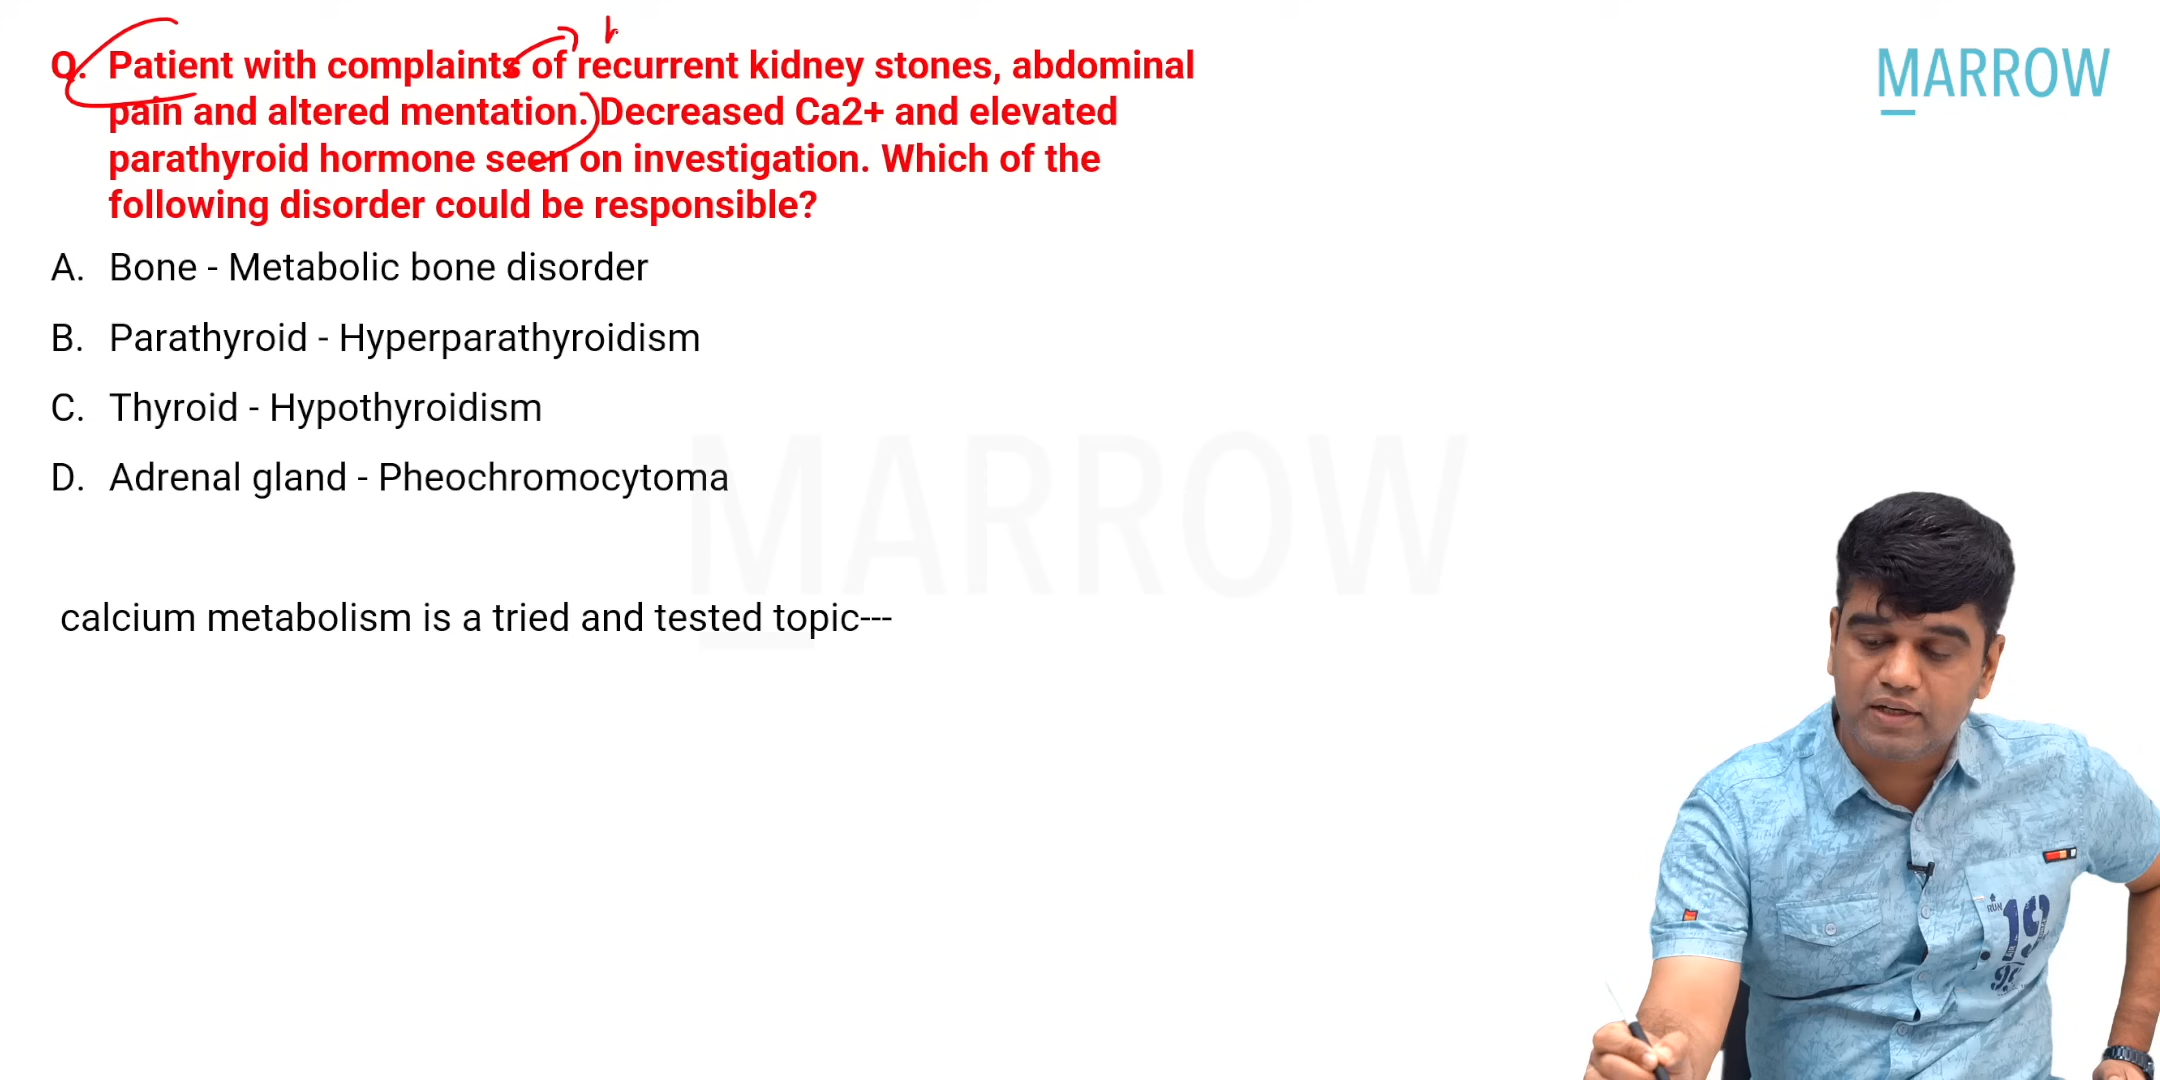 Q. Patient with complaints of recurrent kidney stones, abdominal
pain and altered mentation. Decreased Ca2+ and elevated
parathyroid hormone seen on investigation. Which of the
following disorder could be responsible?
A. Bone - Metabolic bone disorder
B. Parathyroid - Hyperparathyroidism
C. Thyroid - Hypothyroidism
D. Adrenal gland - Pheochromocytoma
calcium metabolism is a tried and tested topic---
MARROW
MARROW
RUN
19